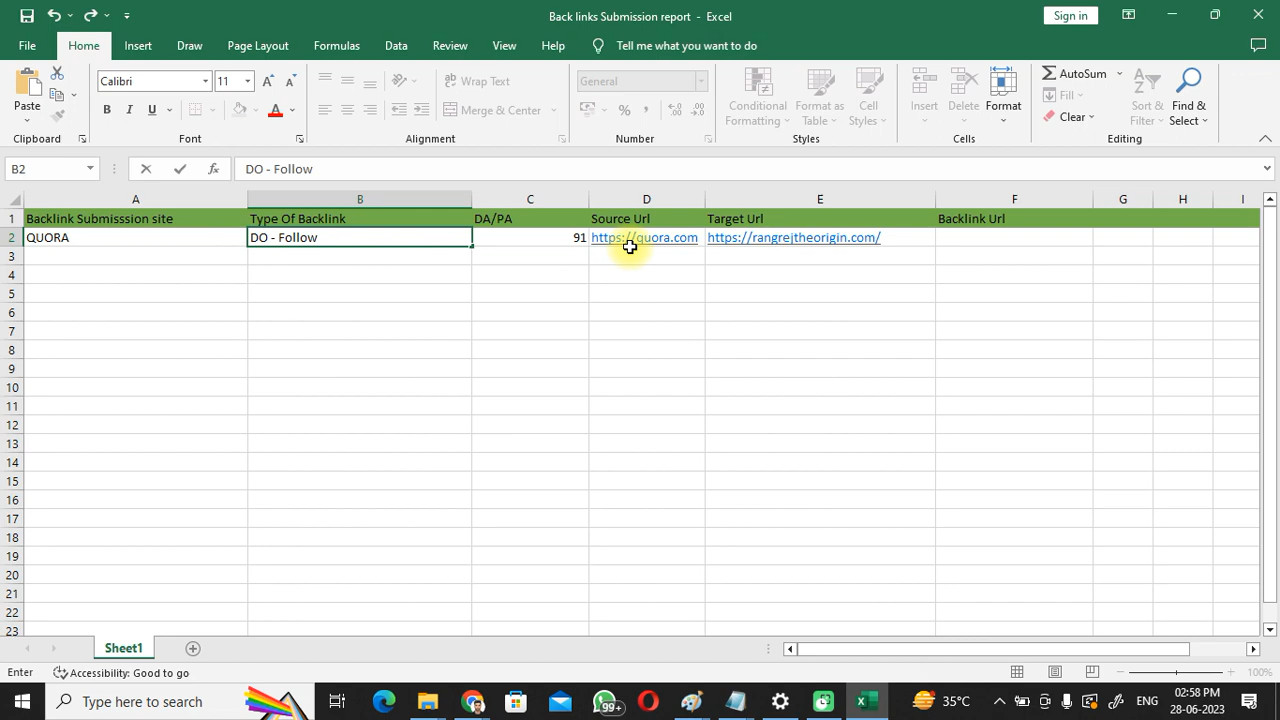 Back links Submission report - Excel
Sign in
File Home Insert Draw Page Layout Formulas Data Review View Help Tell me what you want to do
Paste
Calibri 11
B I U
Wrap Text
Merge & Center
General
Conditional Formatting
Format as Table
Cell Styles
Insert Delete Format
AutoSum
Fill
Clear
Sort & Filter
Find & Select
Clipboard Font Alignment Number Styles Cells Editing
B2 fx DO - Follow
A B C D E F G H I
1 Backlink Submisssion site Type Of Backlink DA/PA Source Url Target Url Backlink Url
2 QUORA DO - Follow 91 https://quora.com https://rangrejtheorigin.com/
3
4
5
6
7
8
9
10
11
12
13
14
15
16
17
18
19
20
21
22
23
Sheet1
Enter Accessibility: Good to go 100%
Type here to search
99+
35°C
ENG
02:58 PM
28-06-2023